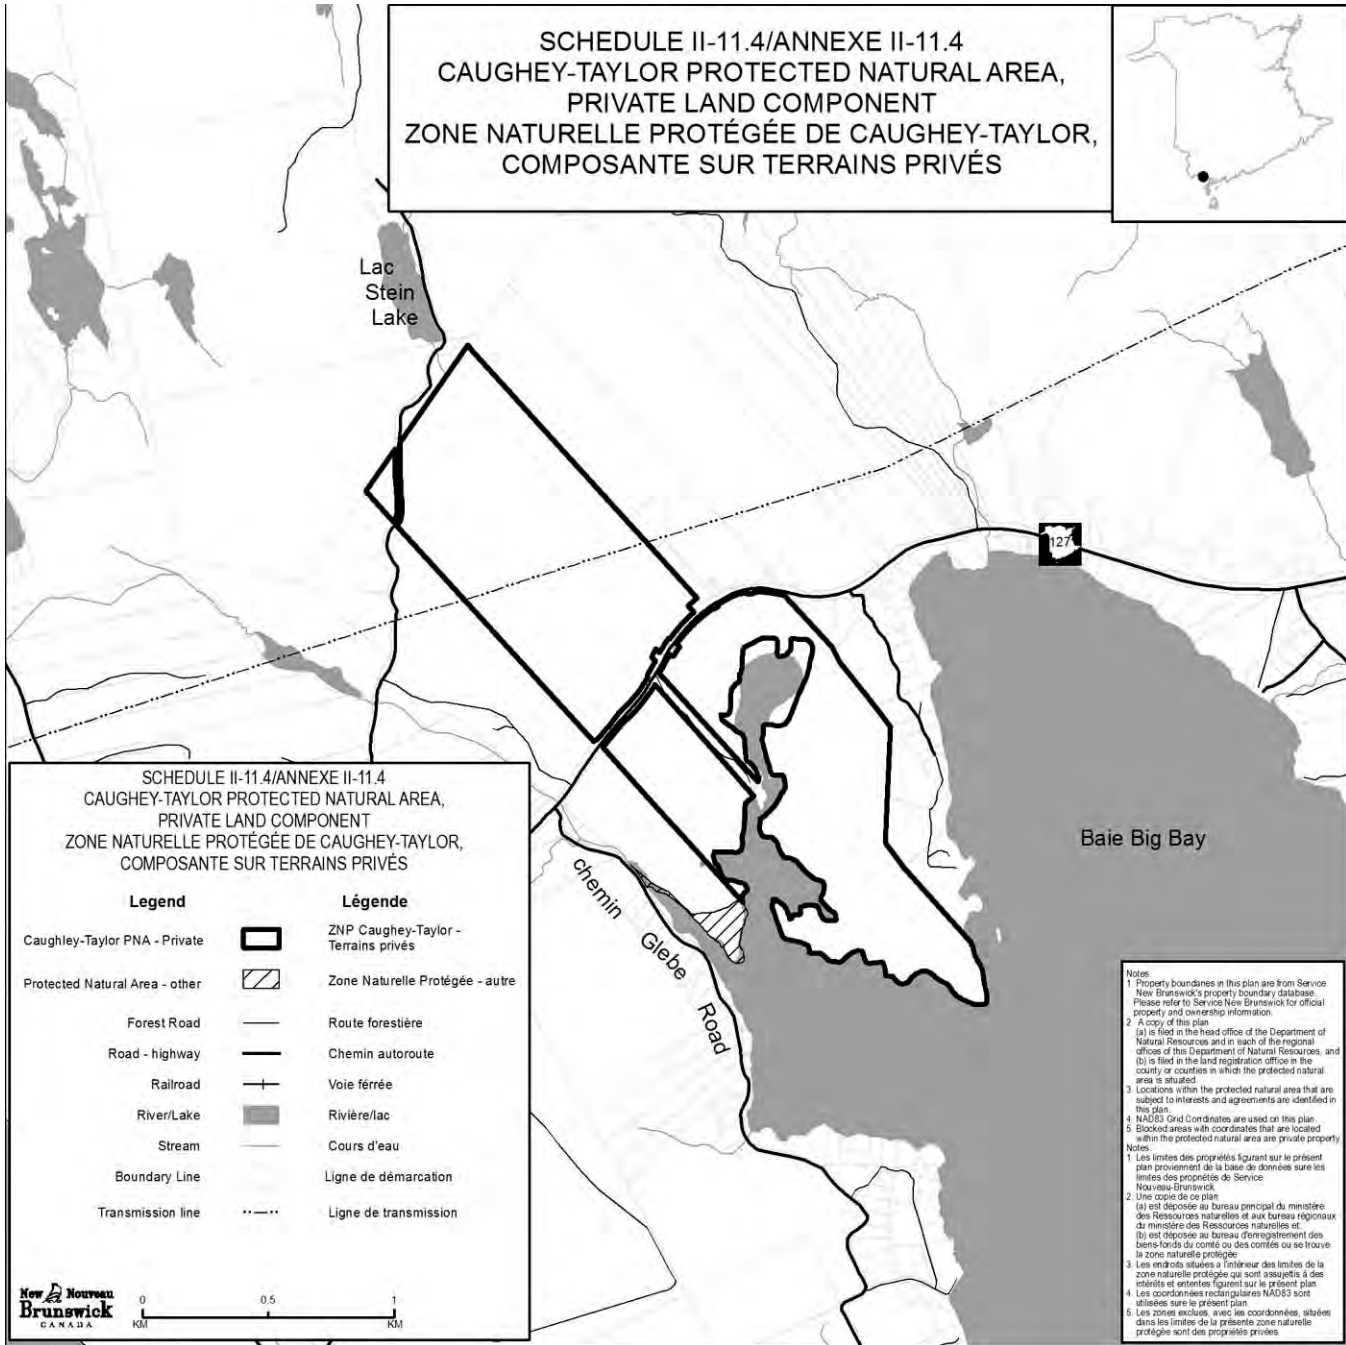 SCHEDULE II-11.4/ANNEXE II-11.4
CAUGHEY-TAYLOR PROTECTED NATURAL AREA,
PRIVATE LAND COMPONENT
ZONE NATURELLE PROTÉGÉE DE CAUGHEY-TAYLOR,
COMPOSANTE SUR TERRAINS PRIVÉS
Lac
Stein
Lake
127
Baie Big Bay
chemin
Glebe
Road
SCHEDULE II-11.4/ANNEXE II-11.4
CAUGHEY-TAYLOR PROTECTED NATURAL AREA,
PRIVATE LAND COMPONENT
ZONE NATURELLE PROTÉGÉE DE CAUGHEY-TAYLOR,
COMPOSANTE SUR TERRAINS PRIVÉS
Legend Légende
Caughley-Taylor PNA - Private ZNP Caughey-Taylor -
Terrains privés
Protected Natural Area - other Zone Naturelle Protégée - autre
Forest Road Route forestière
Road - highway Chemin autoroute
Railroad Voie férrée
River/Lake Rivière/lac
Stream Cours d'eau
Boundary Line Ligne de démarcation
Transmission line Ligne de transmission
New Nouveau
Brunswick
CANADA
0 0.5 1
KM KM
Notes
1 Property boundaries in this plan are from Service
New Brunswick's property boundary database.
Please refer to Service New Brunswick for official
property and ownership information.
2 A copy of this plan
(a) is filed in the head office of the Department of
Natural Resources and in each of the regional
offices of this Department of Natural Resources, and
(b) is filed in the land registration offfice in the
county or counties in which the protected natural
area is situated
3. Locations within the protected natural area that are
subject to interests and agreements are identified in
this plan.
4 NAD83 Grid Cordinates are used on this plan.
5 Blocked areas with coordinates that are located
within the protected natural area are private property
Notes:
1 Les limites des propriétés figurant sur le présent
plan proviennent de la base de données sure les
limites des propriétés de Service
Nouveau-Brunswick
2. Une copie de ce plan
(a) est déposée au bureau principal du ministère
des Ressources naturelles et aux bureau régionaux
du ministère des Ressources naturelles et.
(b) est déposée au bureau d'enregistrement des
biens-fonds du comté ou des comtés ou se trouve
la zone naturelle protégée
3. Les endroits situées a l'intérieur des limites de la
zone naturelle protégée qui sont assujettis à des
intérêts et ententes figurent sur le présent plan
4. Les coordonnées rectangulaires NAD83 sont
utilisées sure le présent plan.
5. Les zones exclues, avec les coordonnées, situées
dans les limites de la présente zone naturelle
protégée sont des propriétés privées